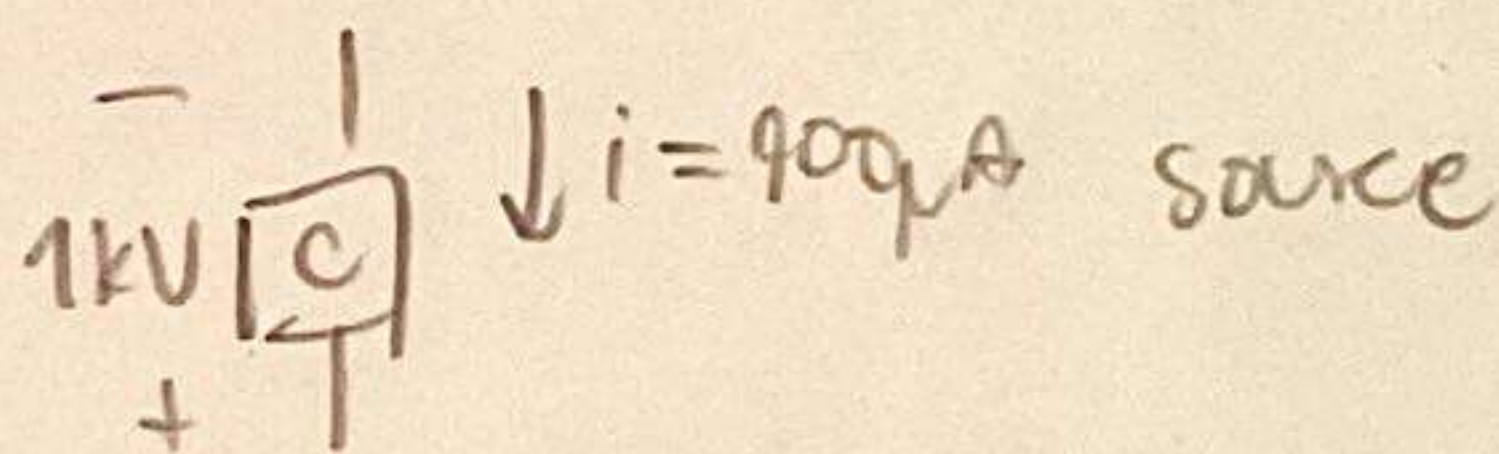 −
↓ i = 900μA source
1kV C
+